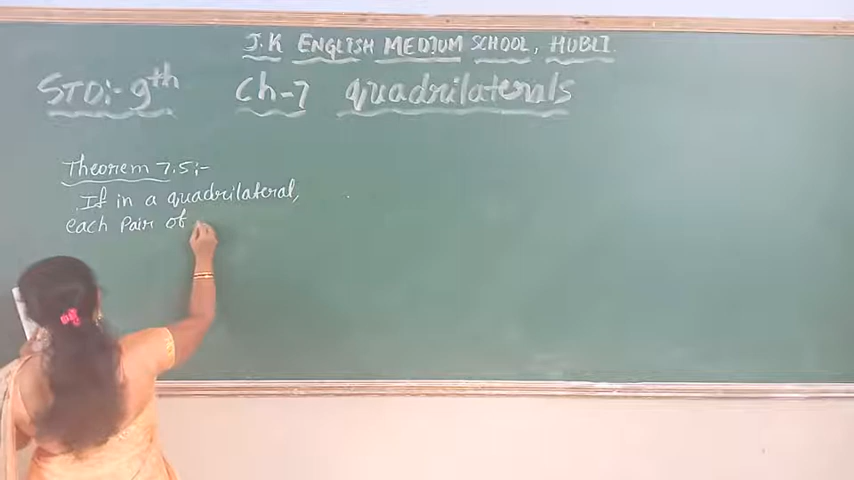 J.K ENGLISH MEDIUM SCHOOL, HUBLI.
STD:- 9th Ch-7 quadrilaterals
Theorem 7.5:-
If in a quadrilateral,
each Pair of